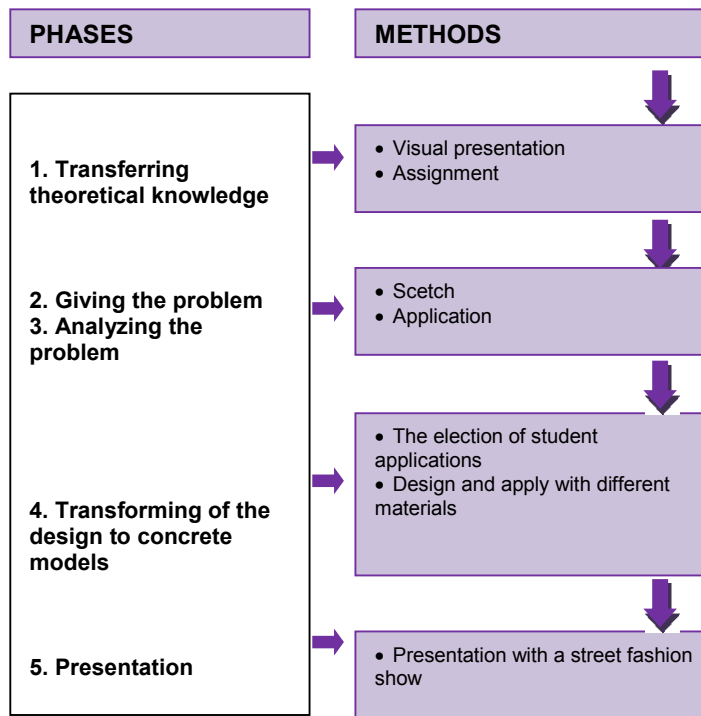 PHASES
METHODS
1. Transferring
theoretical knowledge
• Visual presentation
• Assignment
2. Giving the problem
3. Analyzing the
problem
• Scetch
• Application
4. Transforming of the
design to concrete
models
• The election of student
applications
• Design and apply with different
materials
5. Presentation
• Presentation with a street fashion
show